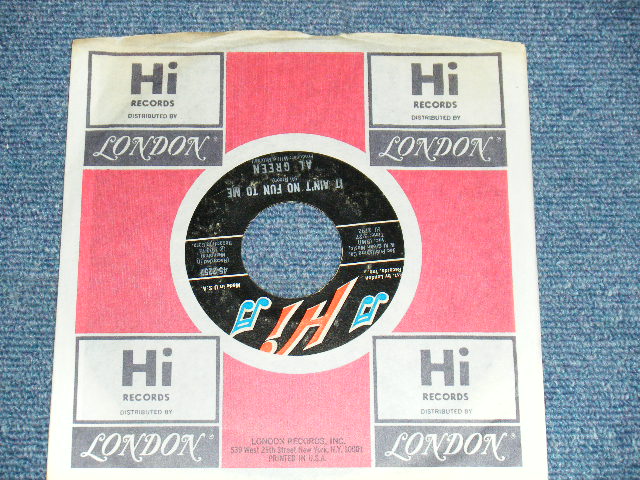 Hi
RECORDS
DISTRIBUTED BY
LONDON®
Hi
RECORDS
DISTRIBUTED BY
LONDON®
HI
Made in U.S.A.
45-2255
IT AIN'T NO FUN TO ME
AL GREEN
Hi
RECORDS
DISTRIBUTED BY
LONDON®
Hi
RECORDS
DISTRIBUTED BY
LONDON®
LONDON RECORDS, INC.
539 West 25th Street, New York, N.Y. 10001
PRINTED IN U.S.A.